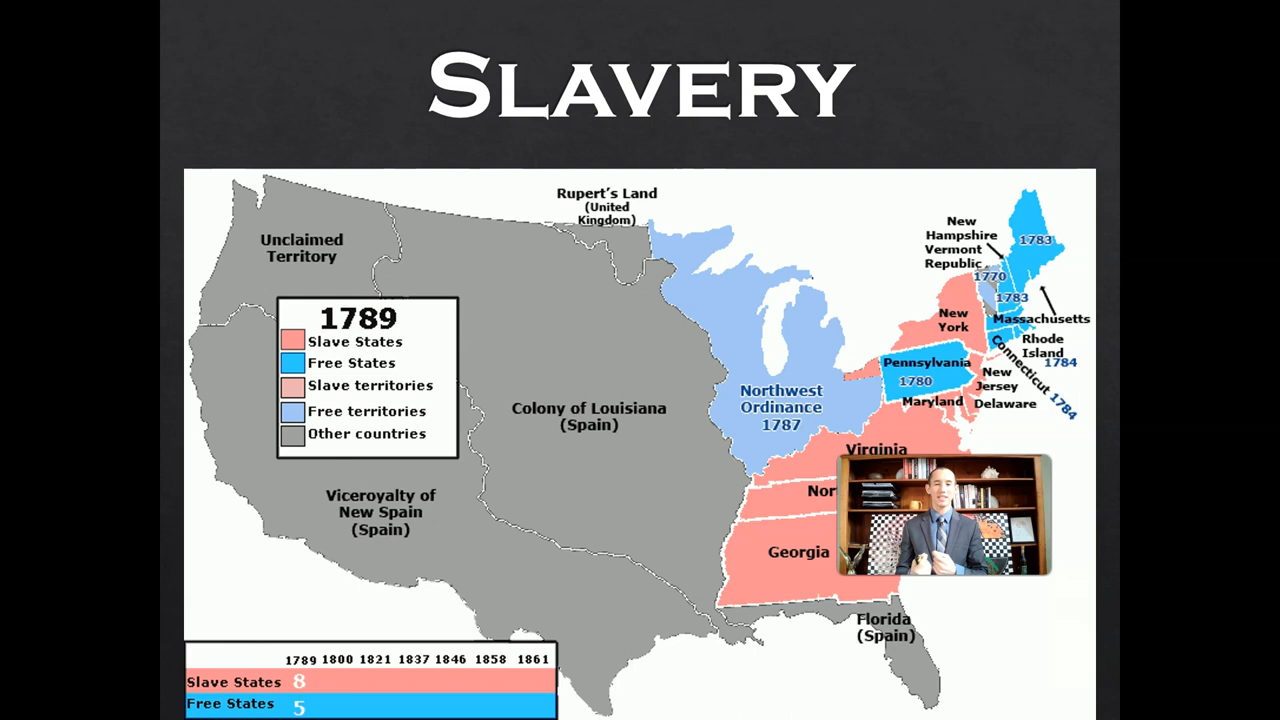 SLAVERY
Rupert's Land
(United
Kingdom)
Unclaimed
Territory
New
Hampshire
Vermont
Republic
1783
1770
1783
1789
Slave States
Free States
Slave territories
Free territories
Other countries
New
York
Massachusetts
Rhode
Island
1784
Connecticut 1784
Pennsylvania
1780
New
Jersey
Maryland
Delaware
Northwest
Ordinance
1787
Colony of Louisiana
(Spain)
Virginia
Nor
Viceroyalty of
New Spain
(Spain)
Georgia
Florida
(Spain)
1789 1800 1821 1837 1846 1858 1861
Slave States 8
Free States 5